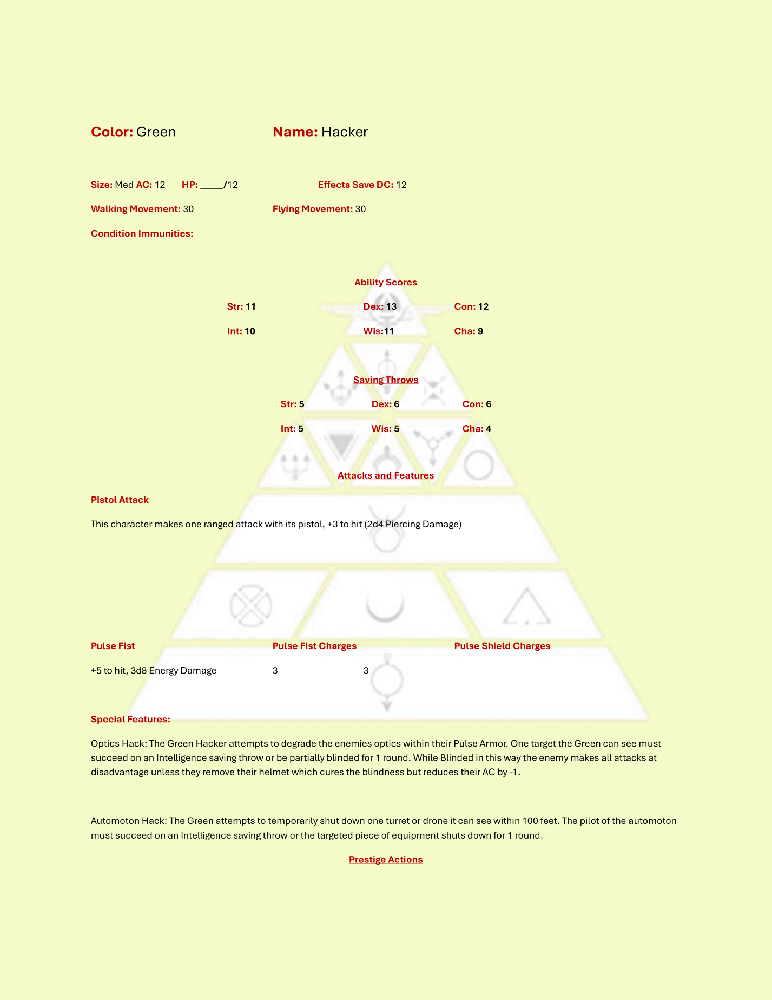 Color: Green Name: Hacker
Size: Med AC: 12 HP: _____/12 Effects Save DC: 12
Walking Movement: 30 Flying Movement: 30
Condition Immunities:
Ability Scores
Str: 11 Dex: 13 Con: 12
Int: 10 Wis:11 Cha: 9
Saving Throws
Str: 5 Dex: 6 Con: 6
Int: 5 Wis: 5 Cha: 4
Attacks and Features
Pistol Attack
This character makes one ranged attack with its pistol, +3 to hit (2d4 Piercing Damage)
Pulse Fist Pulse Fist Charges Pulse Shield Charges
+5 to hit, 3d8 Energy Damage 3 3
Special Features:
Optics Hack: The Green Hacker attempts to degrade the enemies optics within their Pulse Armor. One target the Green can see must
succeed on an Intelligence saving throw or be partially blinded for 1 round. While Blinded in this way the enemy makes all attacks at
disadvantage unless they remove their helmet which cures the blindness but reduces their AC by -1.
Automoton Hack: The Green attempts to temporarily shut down one turret or drone it can see within 100 feet. The pilot of the automoton
must succeed on an Intelligence saving throw or the targeted piece of equipment shuts down for 1 round.
Prestige Actions